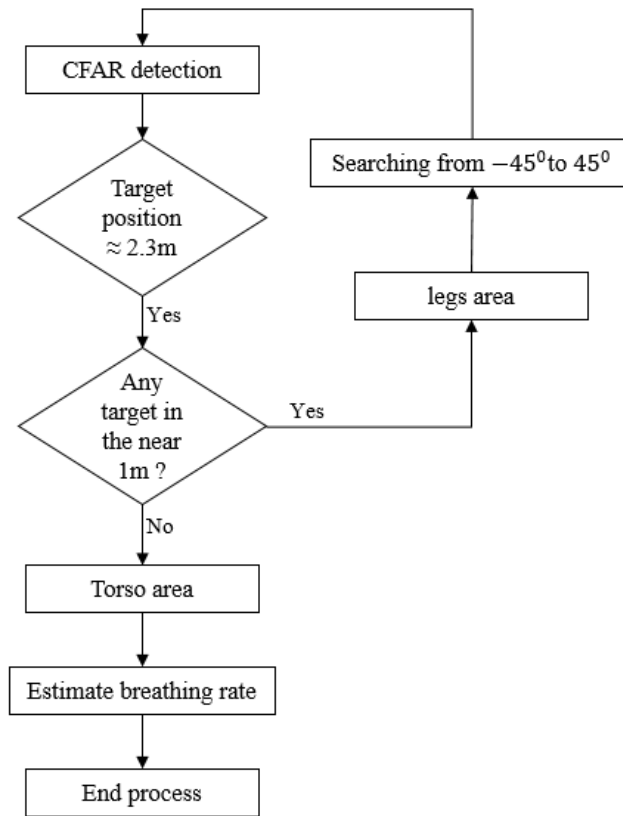 CFAR detection
Target
position
≈ 2.3m
Yes
Any
target in
the near
1m ?
Yes
legs area
Searching from −45⁰to 45⁰
No
Torso area
Estimate breathing rate
End process